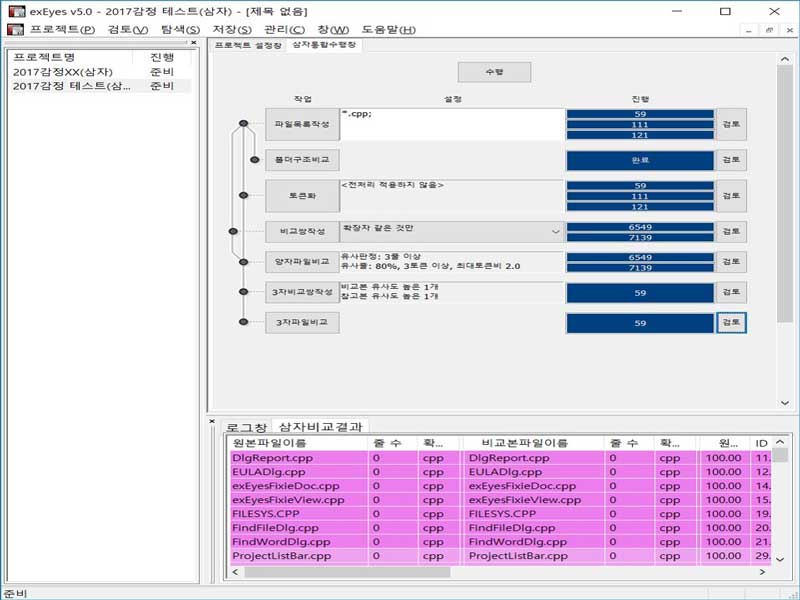 exEyes v5.0 - 2017감정 테스트(삼자) - [제목 없음]
프로젝트(P) 검토(V) 탐색(S) 저장(S) 관리(C) 창(W) 도움말(H)
프로젝트명 진행
2017감정XX(삼자) 준비
2017감정 테스트(삼... 준비
프로젝트 설정창 삼자통합수행창
수행
작업 설정 진행
파일목록작성 *.cpp; 59 111 121 검토
폴더구조비교 완료 검토
토큰화 <전처리 적용하지 않음> 59 111 121 검토
비교쌍작성 확장자 같은 것만 6549 7139 검토
양자파일비교 유사판정: 3줄 이상 6549 7139 검토
유사줄: 80%, 3토큰 이상, 최대토큰비 2.0
3자비교쌍작성 비교본 유사도 높은 1개 59 검토
참고본 유사도 높은 1개
3자파일비교 59 검토
로그창 삼자비교결과
원본파일이름 줄 수 확... 비교본파일이름 줄 수 확... 원... ID
DlgReport.cpp 0 cpp DlgReport.cpp 0 cpp 100.00 11.
EULADlg.cpp 0 cpp EULADlg.cpp 0 cpp 100.00 12.
exEyesFixieDoc.cpp 0 cpp exEyesFixieDoc.cpp 0 cpp 100.00 14.
exEyesFixieView.cpp 0 cpp exEyesFixieView.cpp 0 cpp 100.00 15.
FILESYS.CPP 0 cpp FILESYS.CPP 0 cpp 100.00 19.
FindFileDlg.cpp 0 cpp FindFileDlg.cpp 0 cpp 100.00 20.
FindWordDlg.cpp 0 cpp FindWordDlg.cpp 0 cpp 100.00 21.
ProjectListBar.cpp 0 cpp ProjectListBar.cpp 0 cpp 100.00 29.
준비